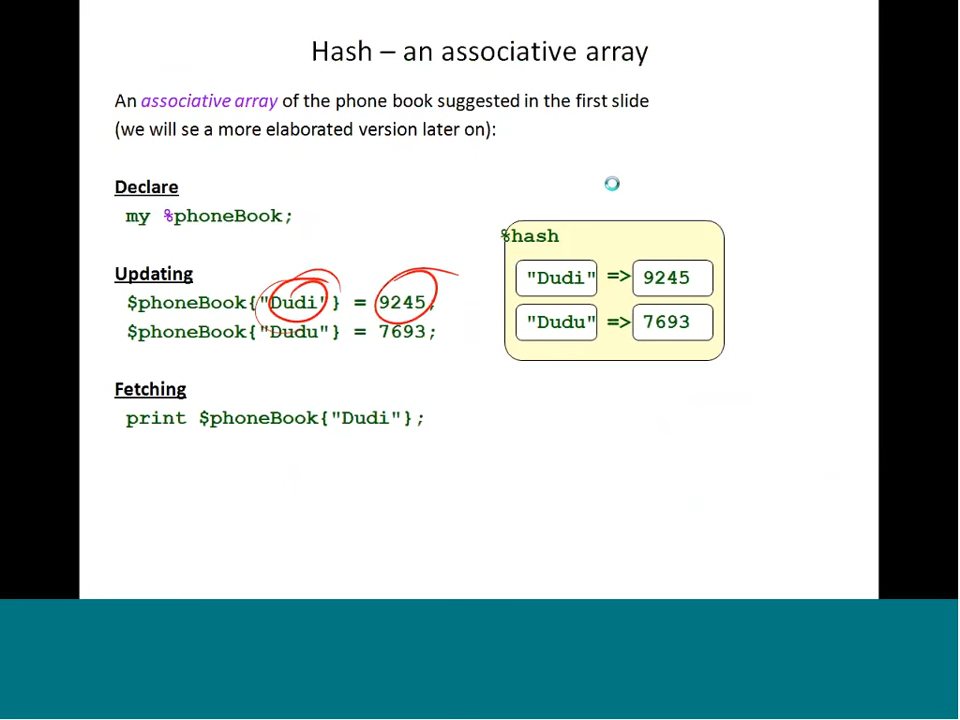 Hash – an associative array
An associative array of the phone book suggested in the first slide
(we will se a more elaborated version later on):
Declare
my %phoneBook;
%hash
Updating
"Dudi" => 9245
$phoneBook{"Dudi"} = 9245;
"Dudu" => 7693
$phoneBook{"Dudu"} = 7693;
Fetching
print $phoneBook{"Dudi"};